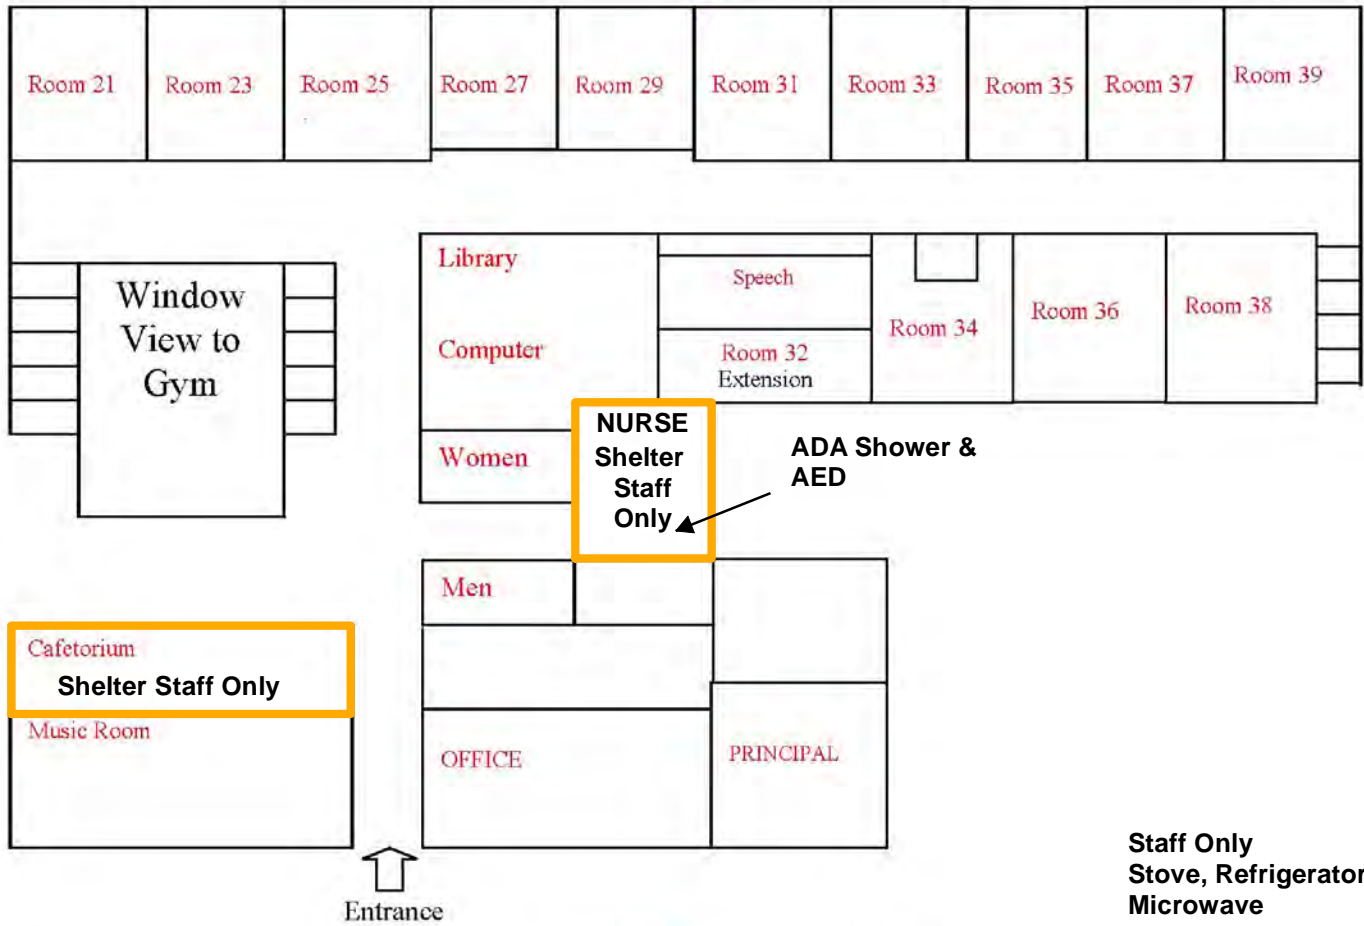 Room 21
Room 23
Room 25
Room 27
Room 29
Room 31
Room 33
Room 35
Room 37
Room 39
Window
View to
Gym
Library
Computer
Women
Speech
Room 32
Extension
Room 34
Room 36
Room 38
NURSE
Shelter
Staff
Only
ADA Shower &
AED
Men
Cafetorium
Shelter Staff Only
Music Room
OFFICE
PRINCIPAL
Entrance
Staff Only
Stove, Refrigerator
Microwave